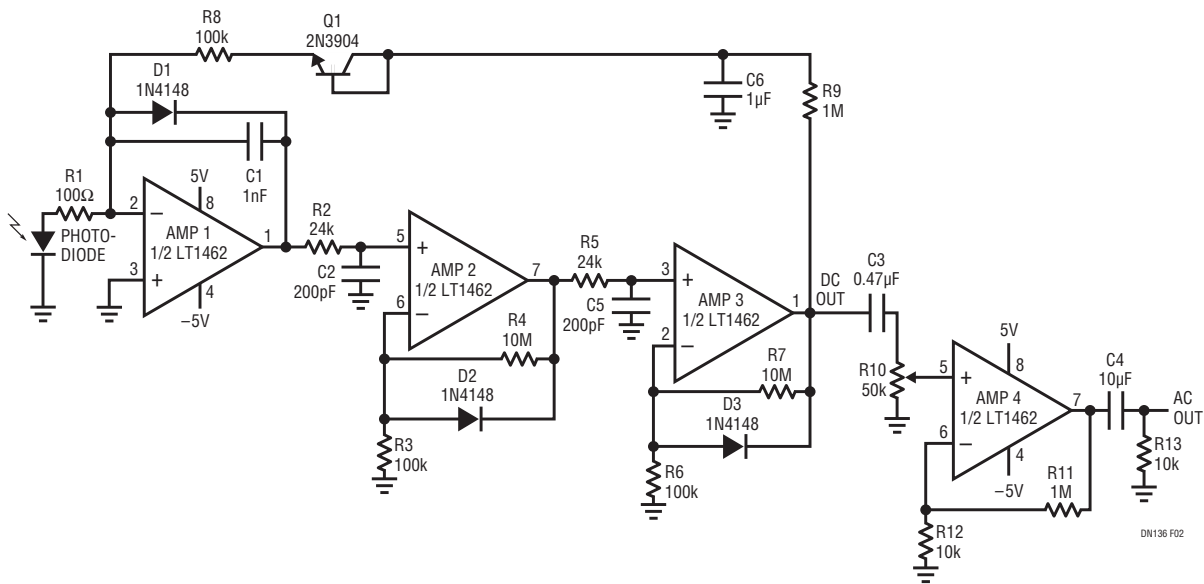 R8
100k
Q1
2N3904
D1
1N4148
C6
1µF
R9
1M
C1
1nF
R1
100Ω
PHOTO-
DIODE
2
3
−
+
5V
8
AMP 1
1/2 LT1462
1
4
−5V
R2
24k
C2
200pF
5
6
+
−
AMP 2
1/2 LT1462
7
R4
10M
D2
1N4148
R3
100k
R5
24k
C5
200pF
3
2
+
−
AMP 3
1/2 LT1462
1
DC
OUT
R7
10M
D3
1N4148
R6
100k
C3
0.47µF
R10
50k
5
6
+
−
5V
8
AMP 4
1/2 LT1462
7
4
−5V
C4
10µF
AC
OUT
R13
10k
R11
1M
R12
10k
DN136 F02